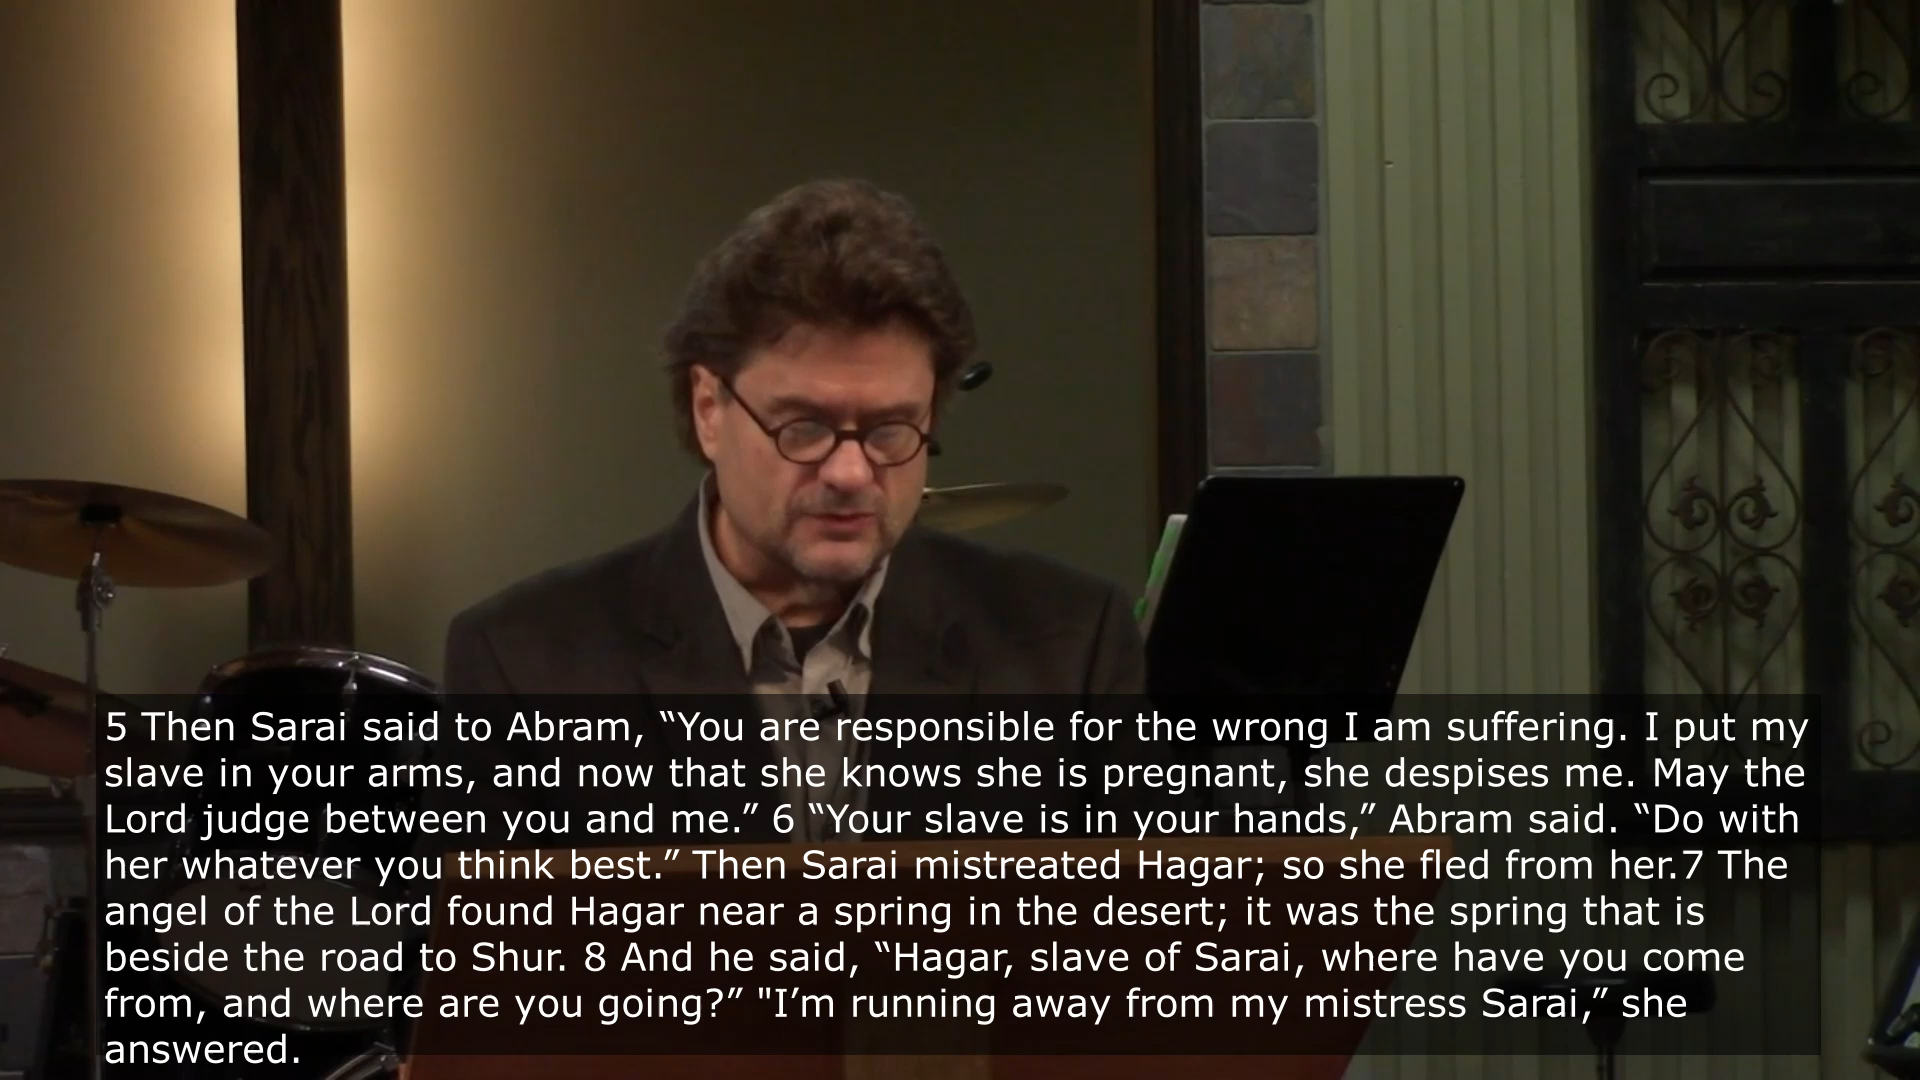 5 Then Sarai said to Abram, “You are responsible for the wrong I am suffering. I put my
slave in your arms, and now that she knows she is pregnant, she despises me. May the
Lord judge between you and me.” 6 “Your slave is in your hands,” Abram said. “Do with
her whatever you think best.” Then Sarai mistreated Hagar; so she fled from her.7 The
angel of the Lord found Hagar near a spring in the desert; it was the spring that is
beside the road to Shur. 8 And he said, “Hagar, slave of Sarai, where have you come
from, and where are you going?” "I’m running away from my mistress Sarai,” she
answered.